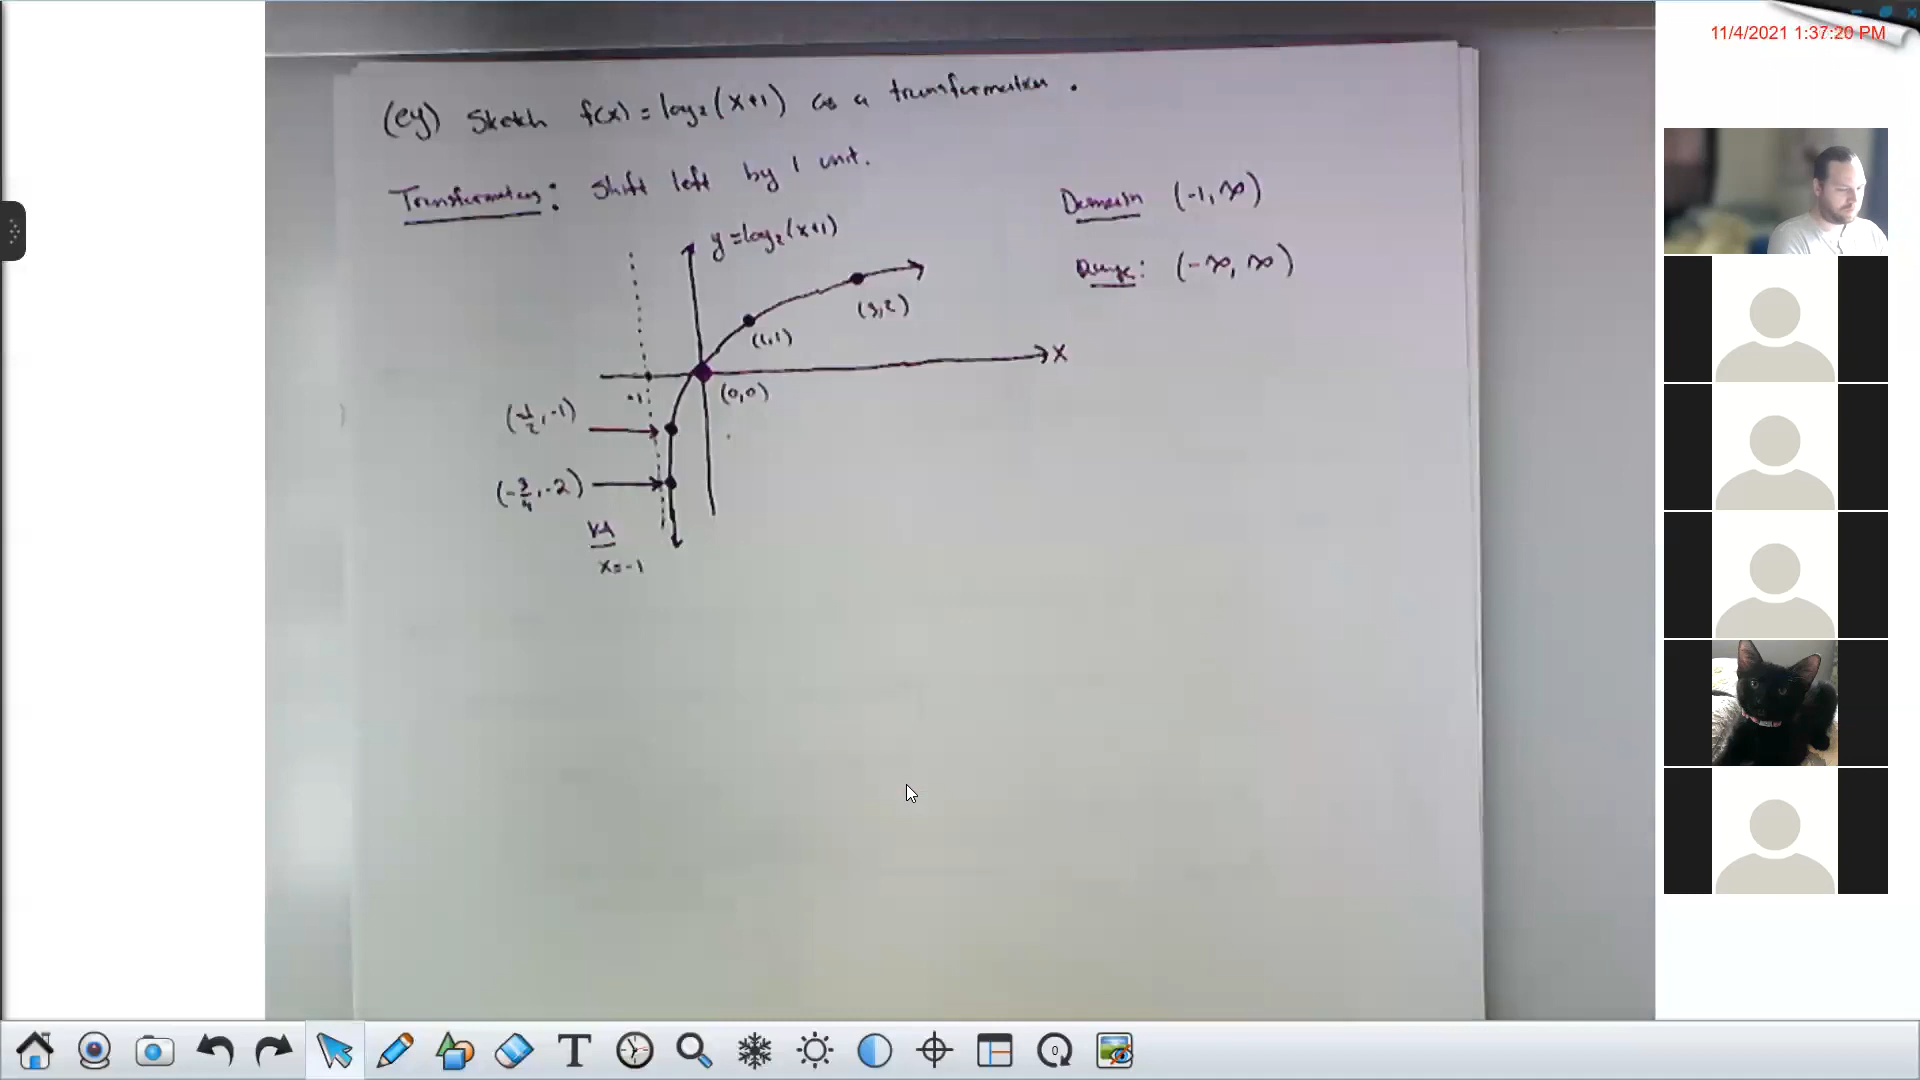 11/4/2021 1:37:20 PM
(eg) Sketch f(x) = log₂(x+1) as a transformation.
Transformations: Shift left by 1 unit.
Domain (-1, ∞)
Range: (-∞, ∞)
y = log₂(x+1)
(3,2)
(1,1)
X
-1
(0,0)
(-1/2, -1)
(-3/4, -2)
VA
x = -1
T
0